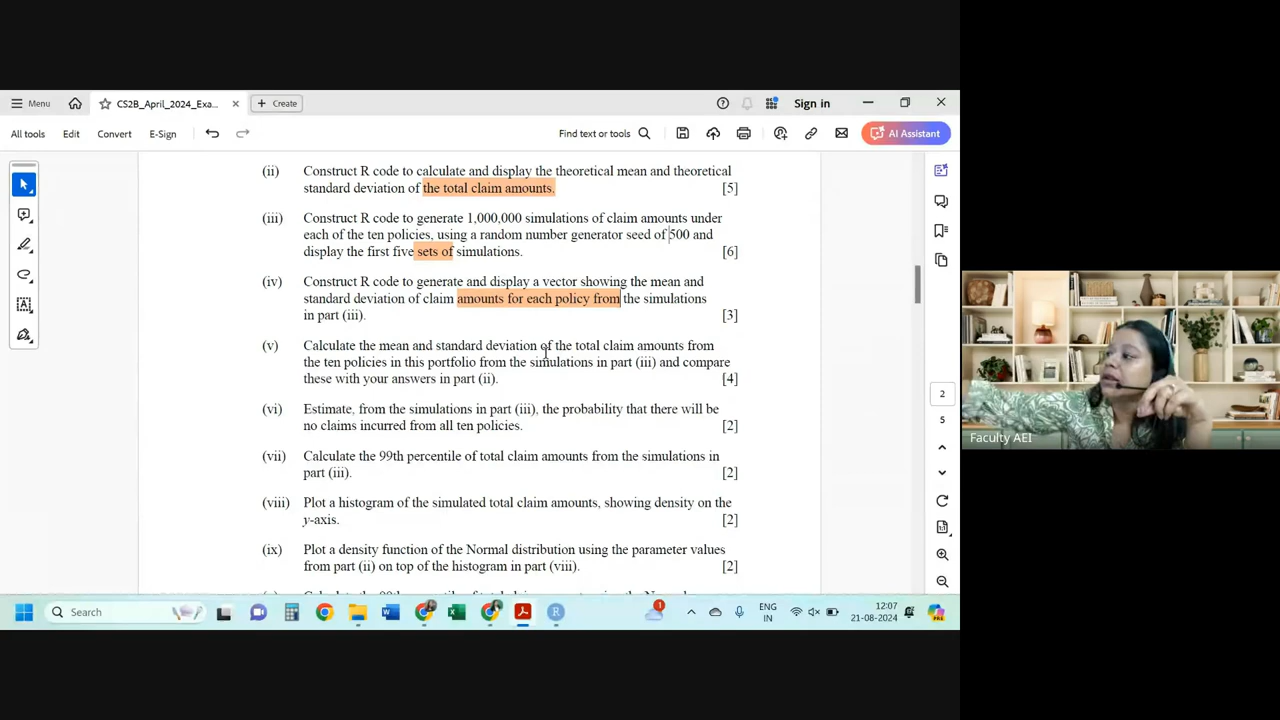 Menu
CS2B_April_2024_Exa...
Create
Sign in
All tools
Edit
Convert
E-Sign
Find text or tools
AI Assistant
(ii) Construct R code to calculate and display the theoretical mean and theoretical
standard deviation of the total claim amounts. [5]
(iii) Construct R code to generate 1,000,000 simulations of claim amounts under
each of the ten policies, using a random number generator seed of 500 and
display the first five sets of simulations. [6]
(iv) Construct R code to generate and display a vector showing the mean and
standard deviation of claim amounts for each policy from the simulations
in part (iii). [3]
(v) Calculate the mean and standard deviation of the total claim amounts from
the ten policies in this portfolio from the simulations in part (iii) and compare
these with your answers in part (ii). [4]
(vi) Estimate, from the simulations in part (iii), the probability that there will be
no claims incurred from all ten policies. [2]
(vii) Calculate the 99th percentile of total claim amounts from the simulations in
part (iii). [2]
(viii) Plot a histogram of the simulated total claim amounts, showing density on the
y-axis. [2]
(ix) Plot a density function of the Normal distribution using the parameter values
from part (ii) on top of the histogram in part (viii). [2]
2
5
Faculty AEI
Search
1
ENG
IN
12:07
21-08-2024